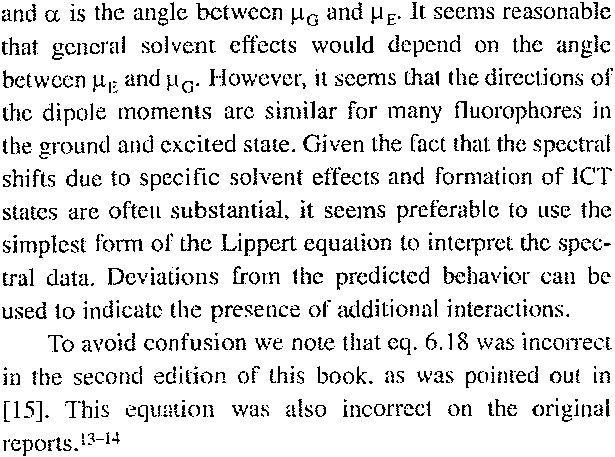 and α is the angle between μG and μE. It seems reasonable
that general solvent effects would depend on the angle
between μE and μG. However, it seems that the directions of
the dipole moments are similar for many fluorophores in
the ground and excited state. Given the fact that the spectral
shifts due to specific solvent effects and formation of ICT
states are often substantial, it seems preferable to use the
simplest form of the Lippert equation to interpret the spec-
tral data. Deviations from the predicted behavior can be
used to indicate the presence of additional interactions.
To avoid confusion we note that eq. 6.18 was incorrect
in the second edition of this book, as was pointed out in
[15]. This equation was also incorrect on the original
reports.13–14